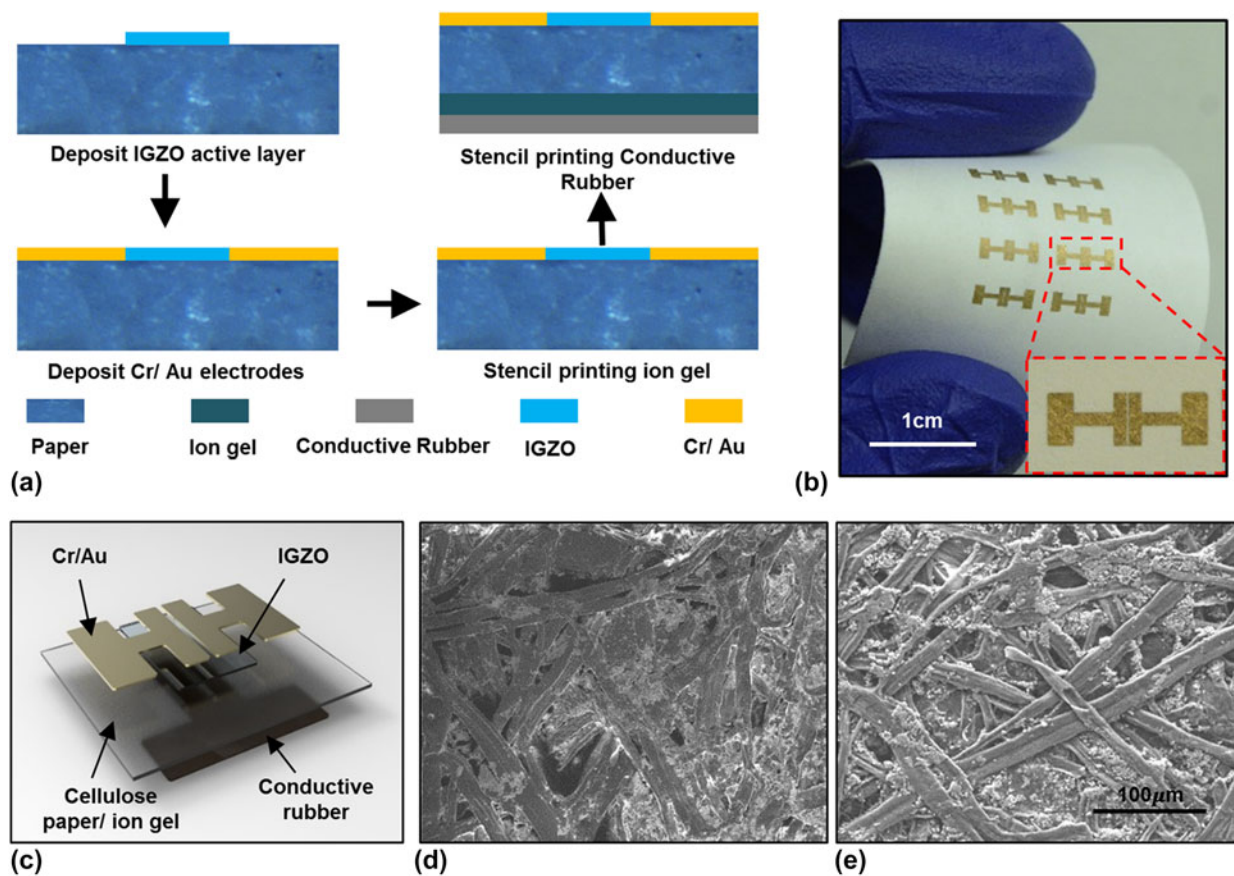 Deposit IGZO active layer
Stencil printing Conductive
Rubber
Deposit Cr/ Au electrodes
Stencil printing ion gel
Paper
Ion gel
Conductive Rubber
IGZO
Cr/ Au
(a)
1cm
(b)
Cr/Au
IGZO
Cellulose
paper/ ion gel
Conductive
rubber
(c)
(d)
100μm
(e)